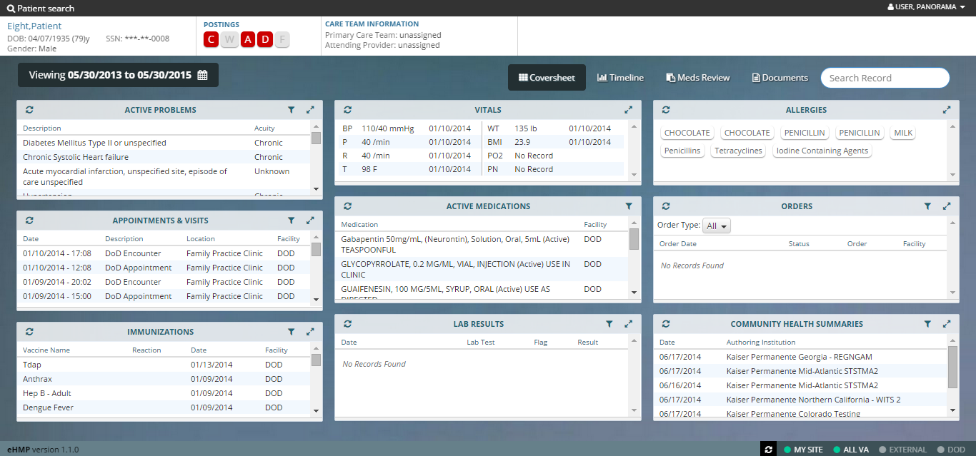 Patient search
USER, PANORAMA
Eight,Patient
DOB: 04/07/1935 (79y) SSN: ***-**-0008
Gender: Male
POSTINGS
C W A D F
CARE TEAM INFORMATION
Primary Care Team: unassigned
Attending Provider: unassigned
Viewing 05/30/2013 to 05/30/2015
Coversheet Timeline Meds Review Documents Search Record
ACTIVE PROBLEMS
Description Acuity
Diabetes Mellitus Type II or unspecified Chronic
Chronic Systolic Heart failure Chronic
Acute myocardial infarction, unspecified site, episode of Unknown
care unspecified
Hypertension Chronic
VITALS
BP 110/40 mmHg 01/10/2014 WT 135 lb 01/10/2014
P 40 /min 01/10/2014 BMI 23.9 01/10/2014
R 40 /min 01/10/2014 PO2 No Record
T 98 F 01/10/2014 PN No Record
ALLERGIES
CHOCOLATE CHOCOLATE PENICILLIN PENICILLIN MILK
Penicillins Tetracyclines Iodine Containing Agents
APPOINTMENTS & VISITS
Date Description Location Facility
01/10/2014 - 17:08 DoD Encounter Family Practice Clinic DOD
01/10/2014 - 12:08 DoD Appointment Family Practice Clinic DOD
01/09/2014 - 20:02 DoD Encounter Family Practice Clinic DOD
01/09/2014 - 15:00 DoD Appointment Family Practice Clinic DOD
ACTIVE MEDICATIONS
Medication Facility
Gabapentin 50mg/mL, (Neurontin), Solution, Oral, 5mL (Active) DOD
TEASPOONFUL
GLYCOPYRROLATE, 0.2 MG/ML, VIAL, INJECTION (Active) USE IN DOD
CLINIC
GUAIFENESIN, 100 MG/5ML, SYRUP, ORAL (Active) USE AS DOD
DIRECTED
ORDERS
Order Type: All
Order Date Status Order Facility
No Records Found
IMMUNIZATIONS
Vaccine Name Reaction Date Facility
Tdap 01/13/2014 DOD
Anthrax 01/09/2014 DOD
Hep B - Adult 01/09/2014 DOD
Dengue Fever 01/09/2014 DOD
LAB RESULTS
Date Lab Test Flag Result
No Records Found
COMMUNITY HEALTH SUMMARIES
Date Authoring Institution
06/17/2014 Kaiser Permanente Georgia - REGNGAM
06/17/2014 Kaiser Permanente Mid-Atlantic STSTMA2
06/16/2014 Kaiser Permanente Mid-Atlantic STSTMA2
06/17/2014 Kaiser Permanente Northern California - WITS 2
06/17/2014 Kaiser Permanente Colorado Testing
eHMP version 1.1.0
MY SITE ALL VA EXTERNAL DOD